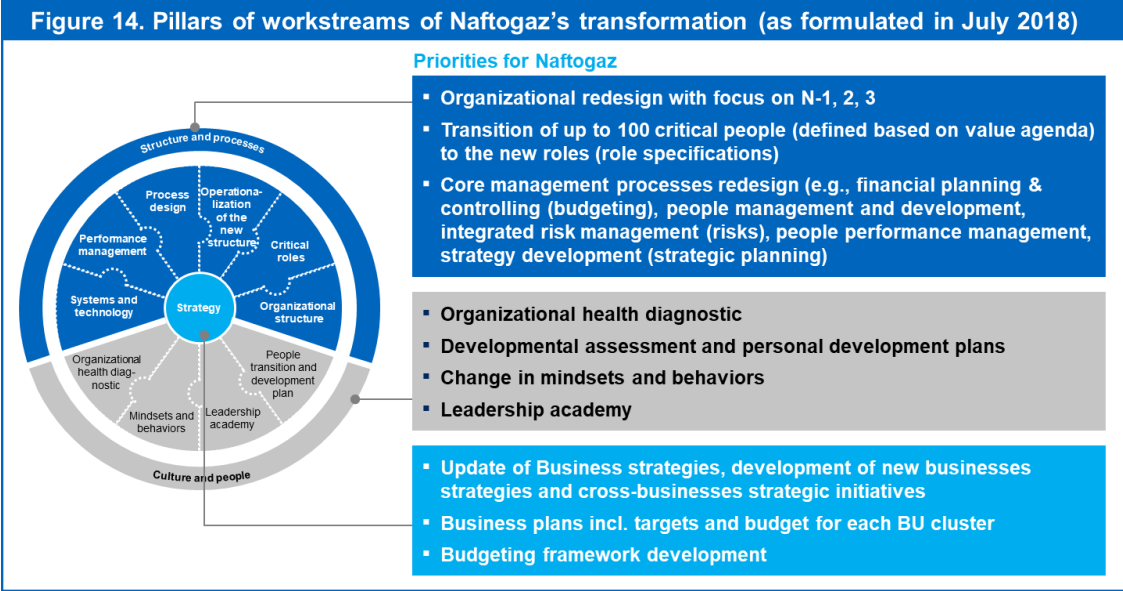 Figure 14. Pillars of workstreams of Naftogaz's transformation (as formulated in July 2018)
Priorities for Naftogaz
Structure and processes
Process
design
Operationa-
lization
of the
new
structure
Performance
management
Critical
roles
Systems and
technology
Strategy
Organizational
structure
Organizational
health diag-
nostic
People
transition and
development
plan
Mindsets and
behaviors
Leadership
academy
Culture and people
▪ Organizational redesign with focus on N-1, 2, 3
▪ Transition of up to 100 critical people (defined based on value agenda)
to the new roles (role specifications)
▪ Core management processes redesign (e.g., financial planning &
controlling (budgeting), people management and development,
integrated risk management (risks), people performance management,
strategy development (strategic planning)
▪ Organizational health diagnostic
▪ Developmental assessment and personal development plans
▪ Change in mindsets and behaviors
▪ Leadership academy
▪ Update of Business strategies, development of new businesses
strategies and cross-businesses strategic initiatives
▪ Business plans incl. targets and budget for each BU cluster
▪ Budgeting framework development